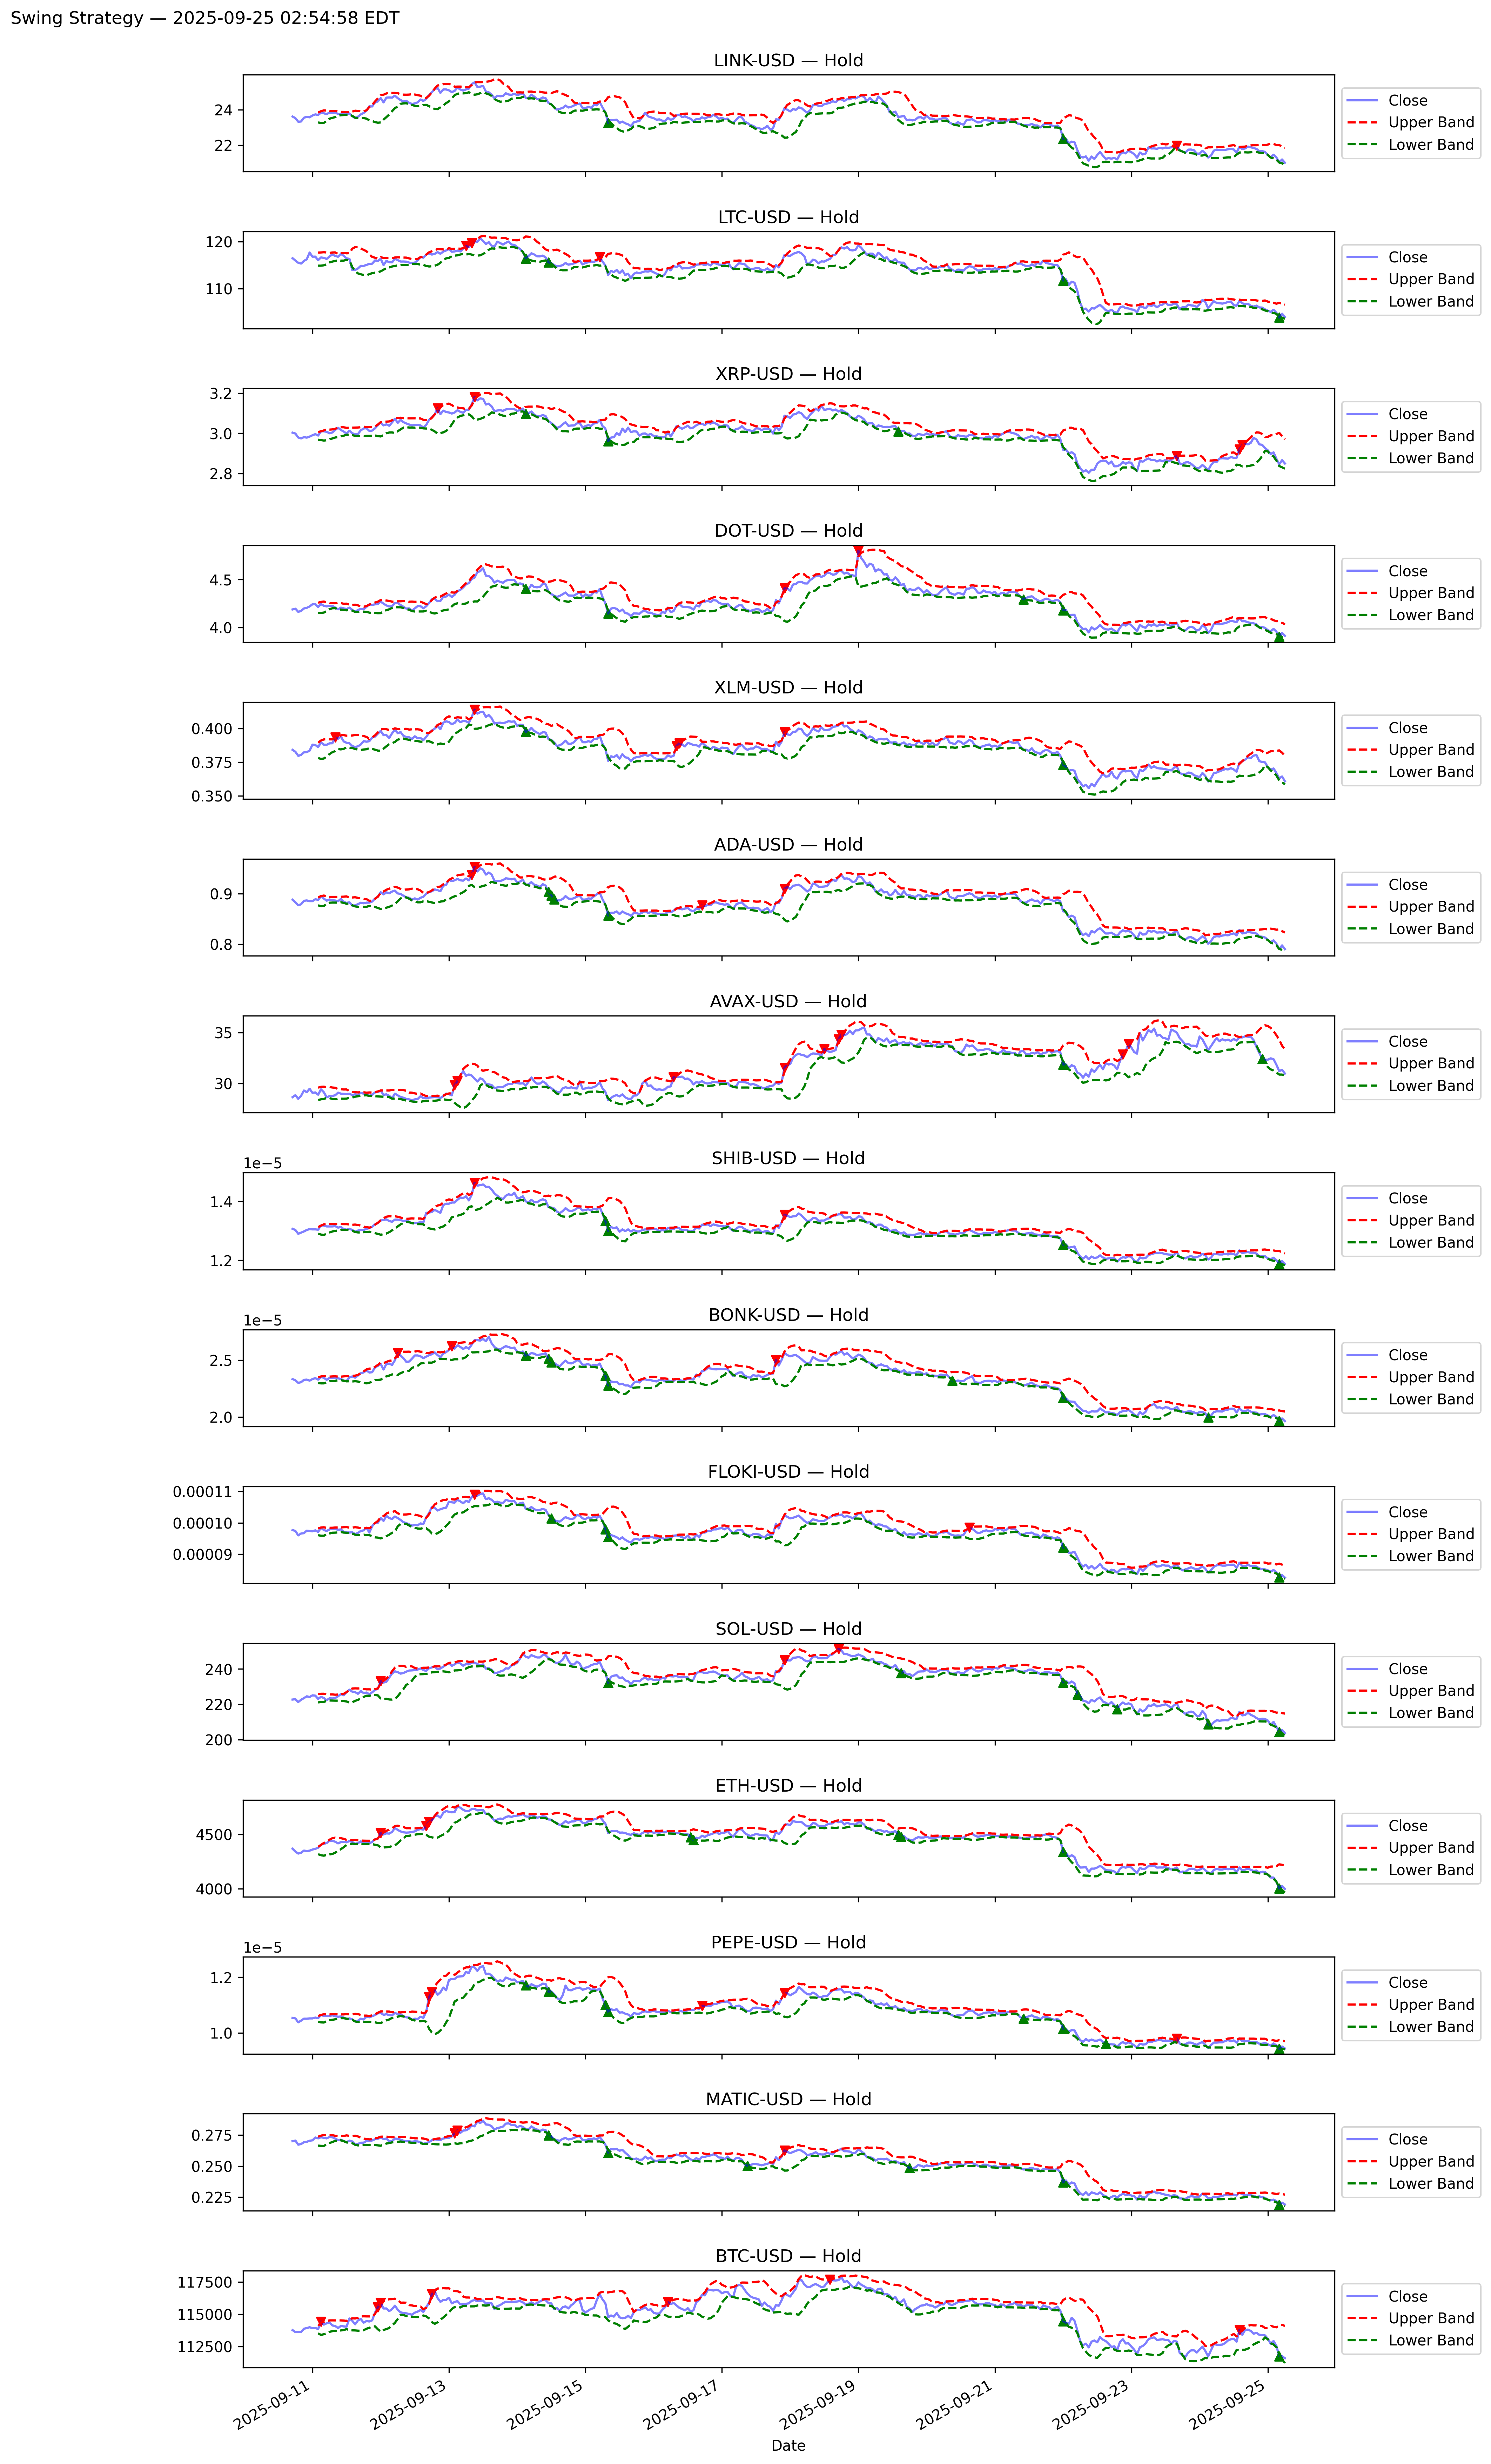 Swing Strategy — 2025-09-25 02:54:58 EDT
LINK-USD — Hold
24
22
Close
Upper Band
Lower Band
LTC-USD — Hold
120
110
Close
Upper Band
Lower Band
XRP-USD — Hold
3.2
3.0
2.8
Close
Upper Band
Lower Band
DOT-USD — Hold
4.5
4.0
Close
Upper Band
Lower Band
XLM-USD — Hold
0.400
0.375
0.350
Close
Upper Band
Lower Band
ADA-USD — Hold
0.9
0.8
Close
Upper Band
Lower Band
AVAX-USD — Hold
35
30
Close
Upper Band
Lower Band
SHIB-USD — Hold
1e−5
1.4
1.2
Close
Upper Band
Lower Band
BONK-USD — Hold
1e−5
2.5
2.0
Close
Upper Band
Lower Band
FLOKI-USD — Hold
0.00011
0.00010
0.00009
Close
Upper Band
Lower Band
SOL-USD — Hold
240
220
200
Close
Upper Band
Lower Band
ETH-USD — Hold
4500
4000
Close
Upper Band
Lower Band
PEPE-USD — Hold
1e−5
1.2
1.0
Close
Upper Band
Lower Band
MATIC-USD — Hold
0.275
0.250
0.225
Close
Upper Band
Lower Band
BTC-USD — Hold
117500
115000
112500
Close
Upper Band
Lower Band
2025-09-11
2025-09-13
2025-09-15
2025-09-17
2025-09-19
2025-09-21
2025-09-23
2025-09-25
Date